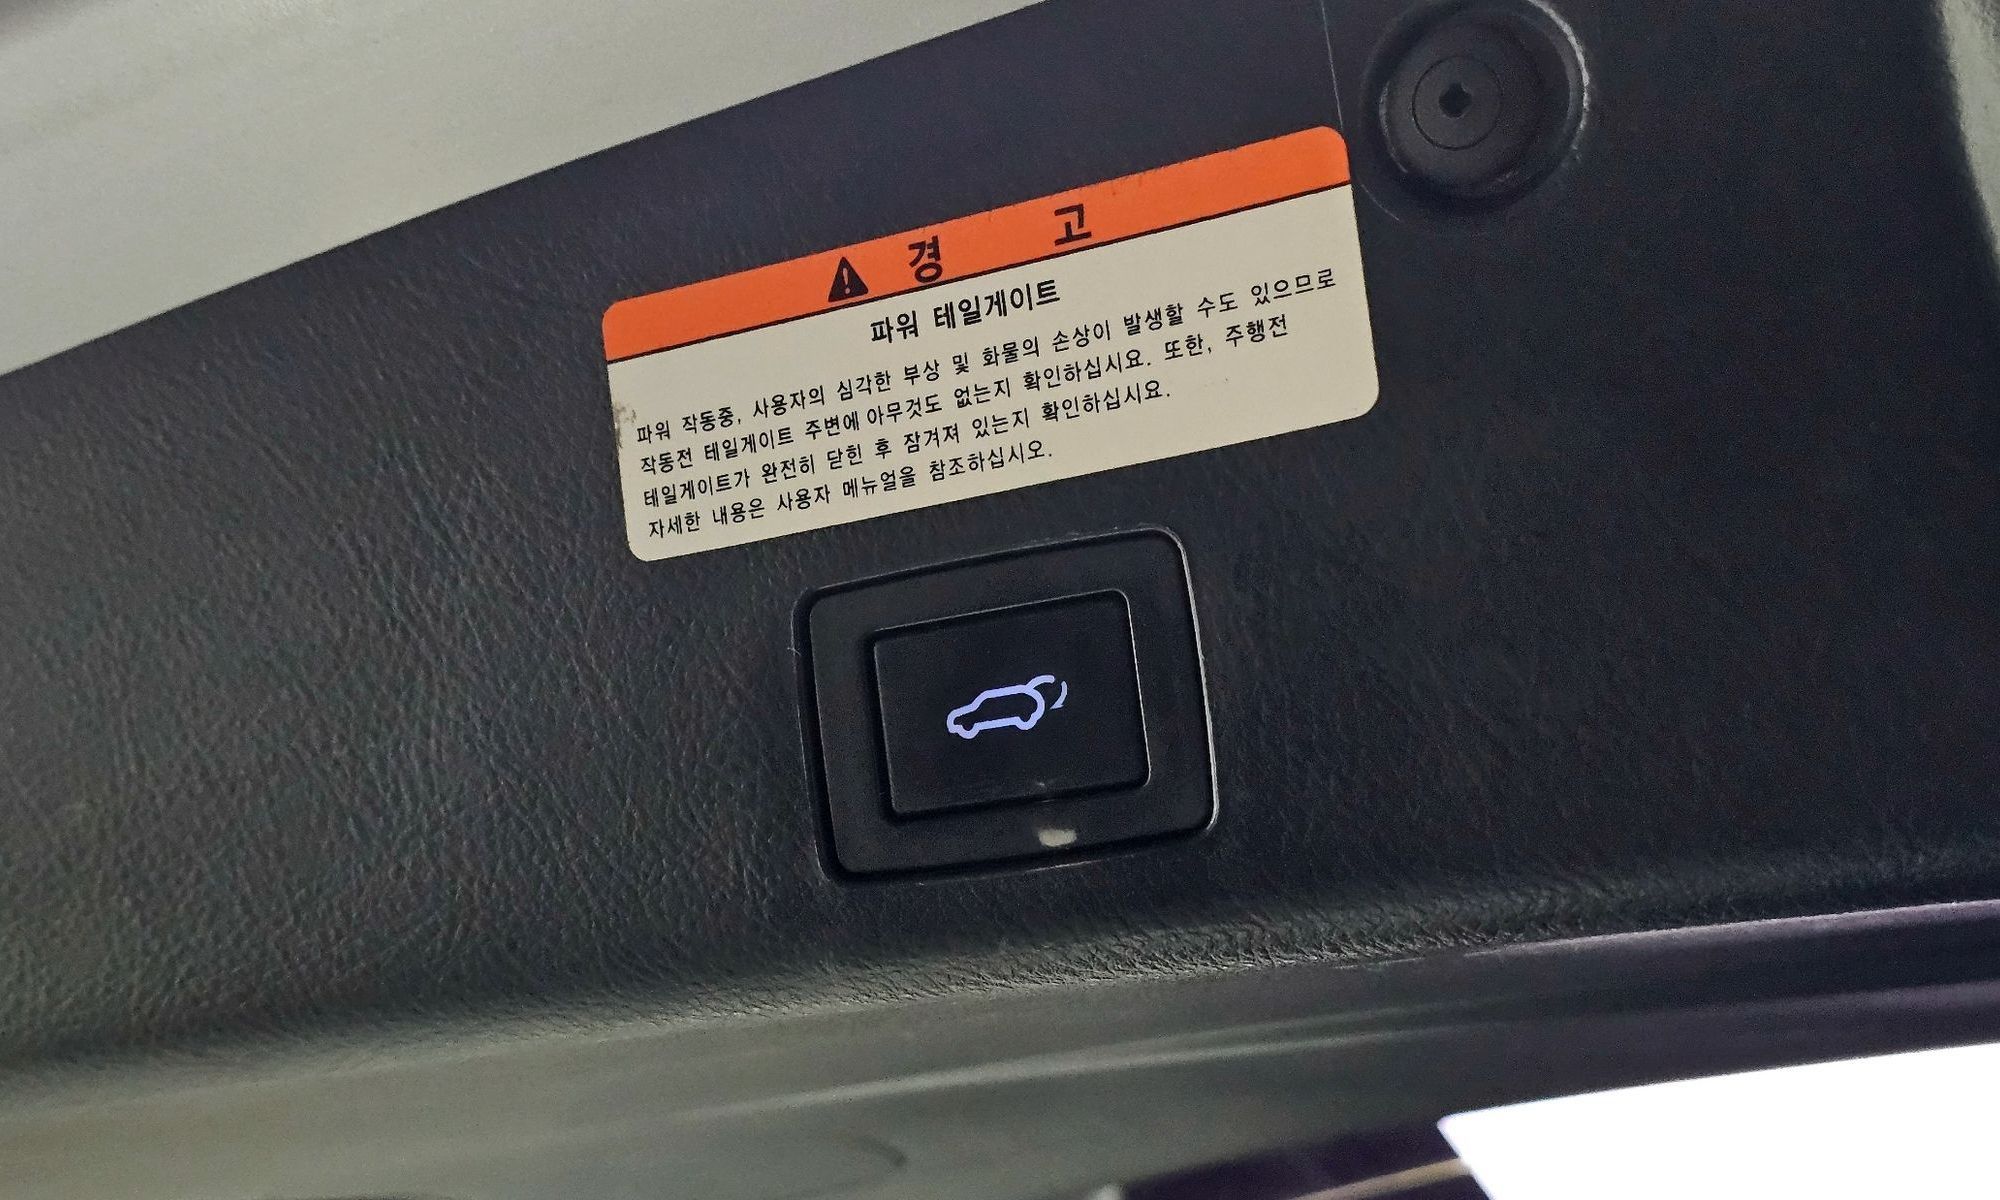 경 고
파워 테일게이트
파워 작동중, 사용자의 심각한 부상 및 화물의 손상이 발생할 수도 있으므로
작동전 테일게이트 주변에 아무것도 없는지 확인하십시요. 또한, 주행전
테일게이트가 완전히 닫힌 후 잠겨져 있는지 확인하십시요.
자세한 내용은 사용자 메뉴얼을 참조하십시오.